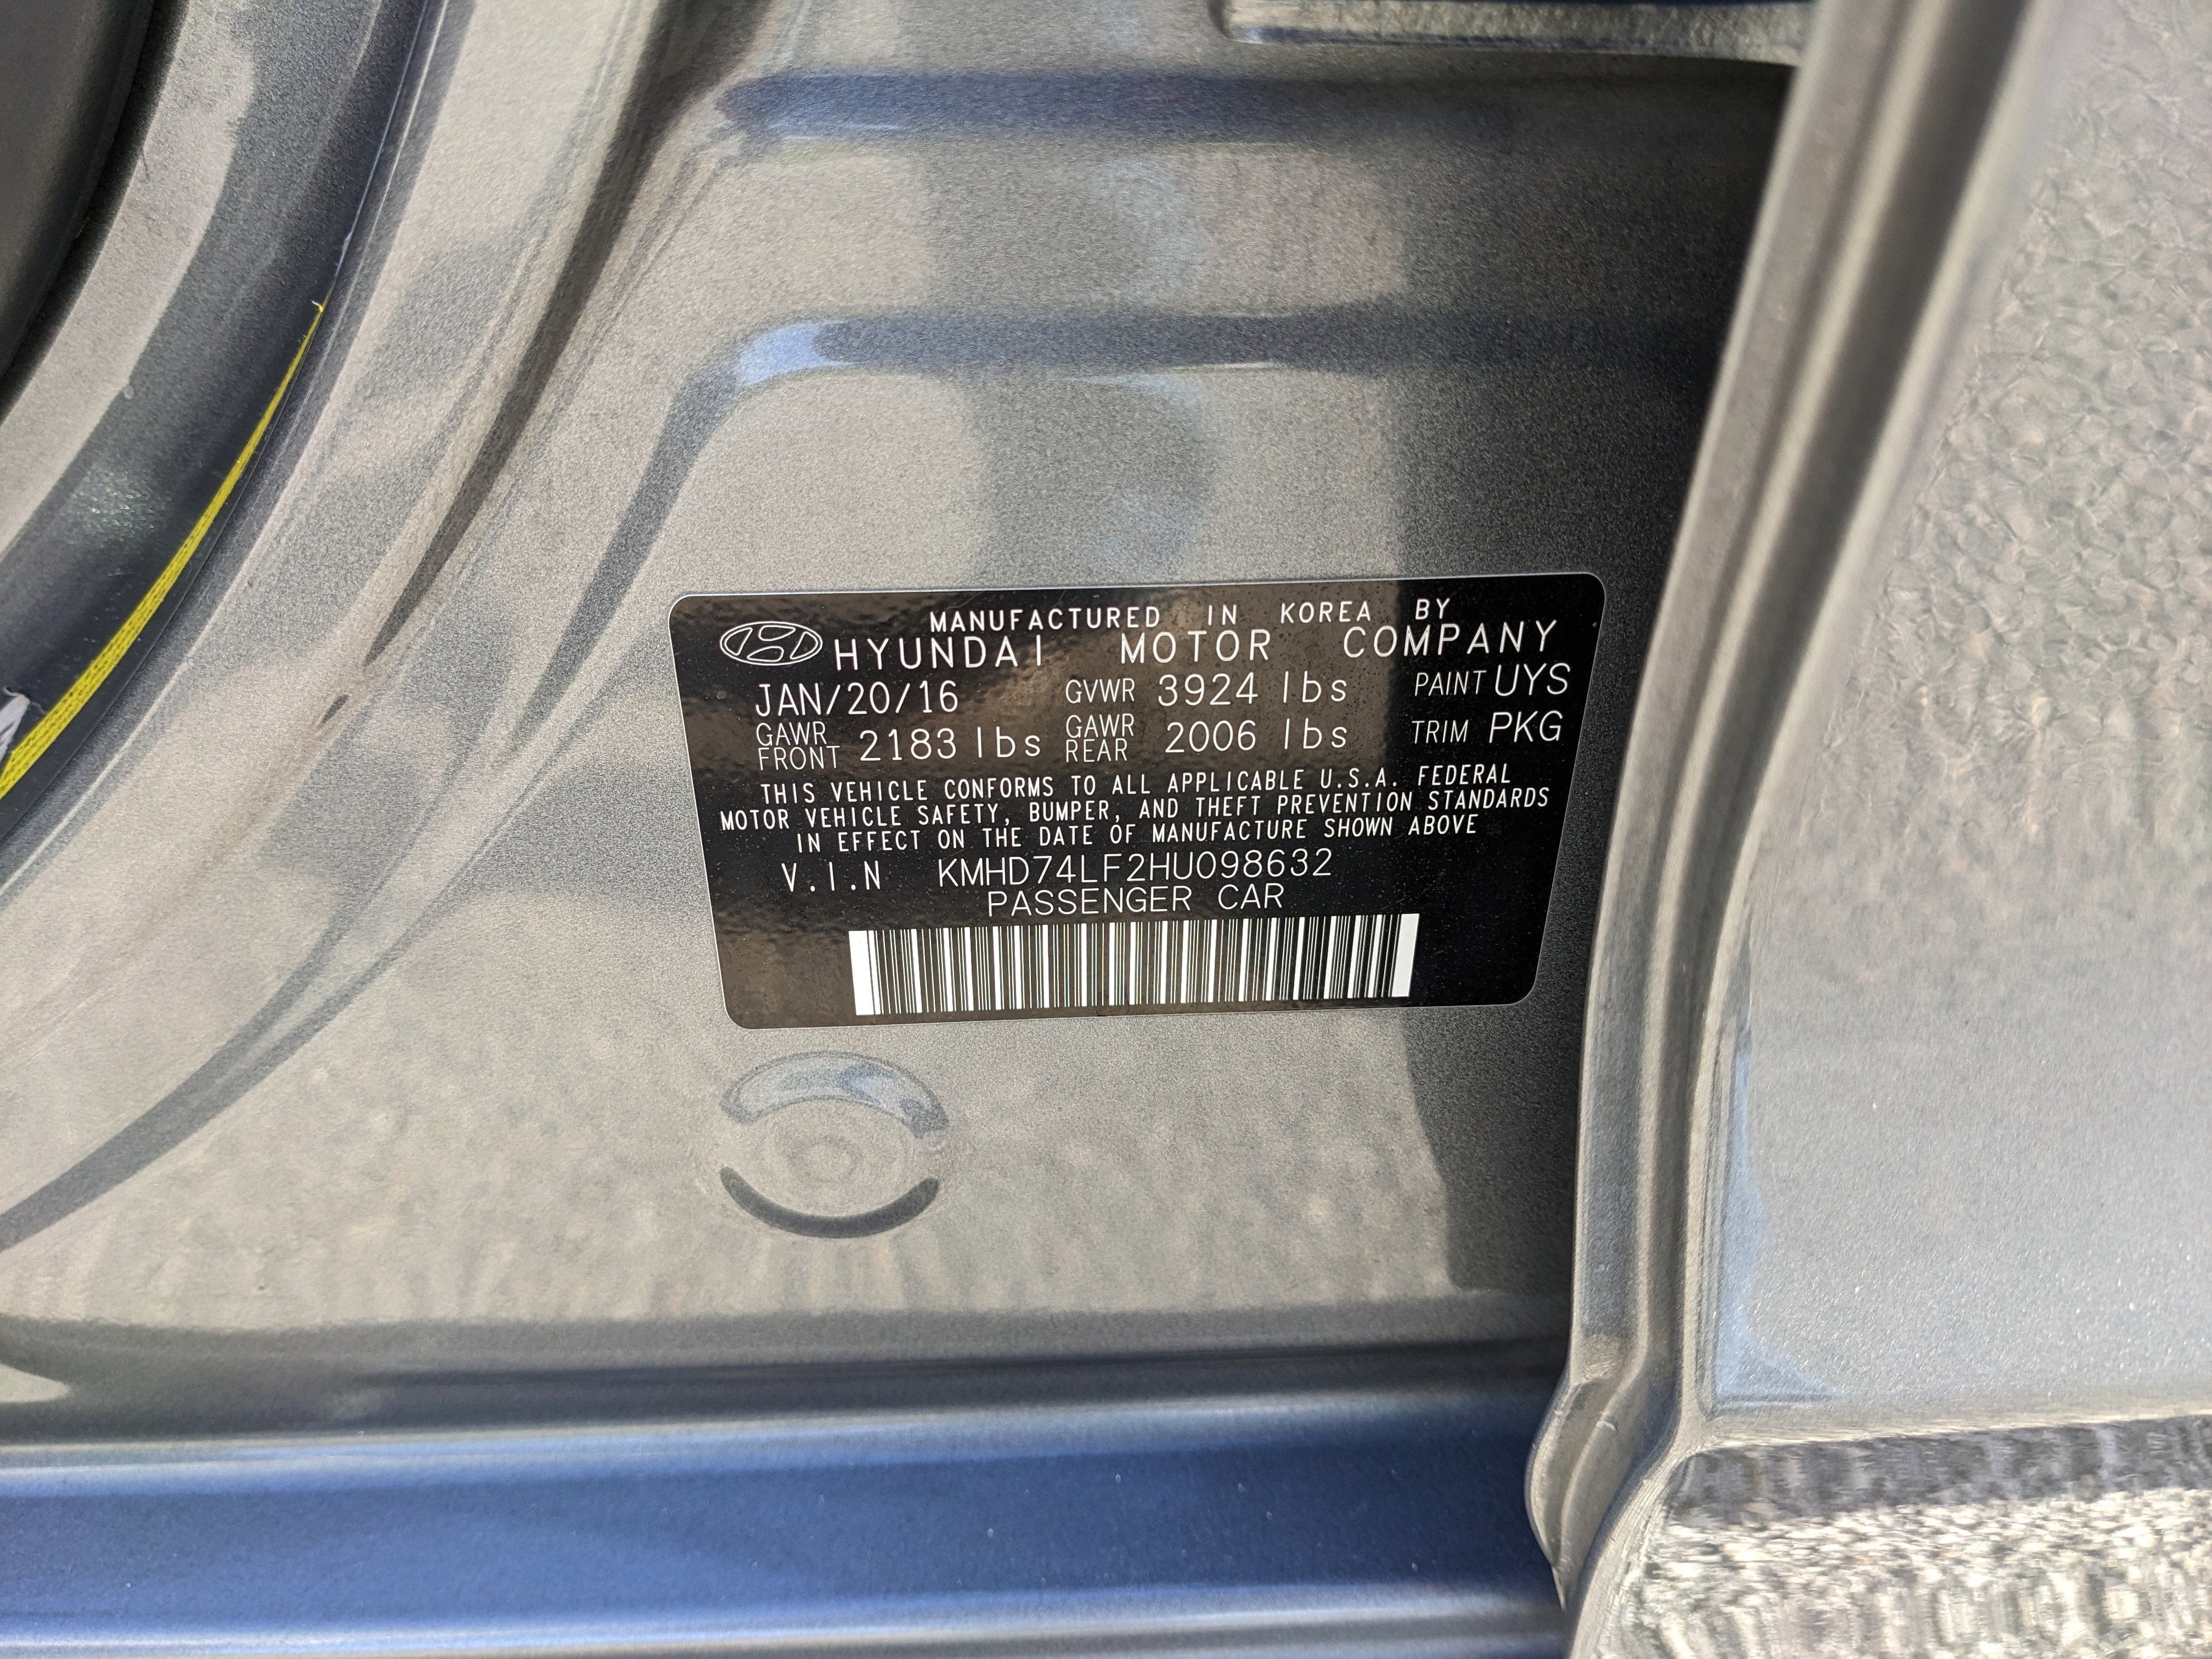 MANUFACTURED IN KOREA BY
HYUNDAI MOTOR COMPANY
JAN/20/16 GVWR 3924 lbs PAINT UYS
GAWR FRONT 2183 lbs GAWR REAR 2006 lbs TRIM PKG
THIS VEHICLE CONFORMS TO ALL APPLICABLE U.S.A. FEDERAL
MOTOR VEHICLE SAFETY, BUMPER, AND THEFT PREVENTION STANDARDS
IN EFFECT ON THE DATE OF MANUFACTURE SHOWN ABOVE
V.I.N KMHD74LF2HU098632
PASSENGER CAR